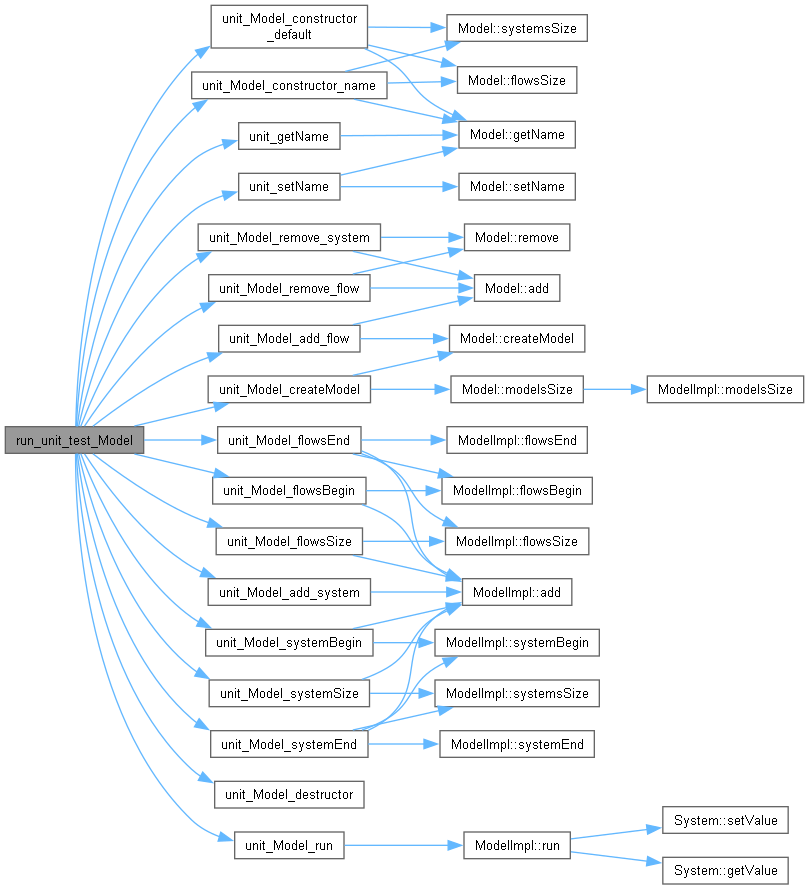 unit_Model_constructor
_default
Model::systemsSize
Model::flowsSize
unit_Model_constructor_name
unit_getName
Model::getName
unit_setName
Model::setName
unit_Model_remove_system
Model::remove
unit_Model_remove_flow
Model::add
unit_Model_add_flow
Model::createModel
unit_Model_createModel
Model::modelsSize
ModelImpl::modelsSize
run_unit_test_Model
unit_Model_flowsEnd
ModelImpl::flowsEnd
unit_Model_flowsBegin
ModelImpl::flowsBegin
unit_Model_flowsSize
ModelImpl::flowsSize
unit_Model_add_system
ModelImpl::add
unit_Model_systemBegin
ModelImpl::systemBegin
unit_Model_systemSize
ModelImpl::systemsSize
unit_Model_systemEnd
ModelImpl::systemEnd
unit_Model_destructor
unit_Model_run
ModelImpl::run
System::setValue
System::getValue